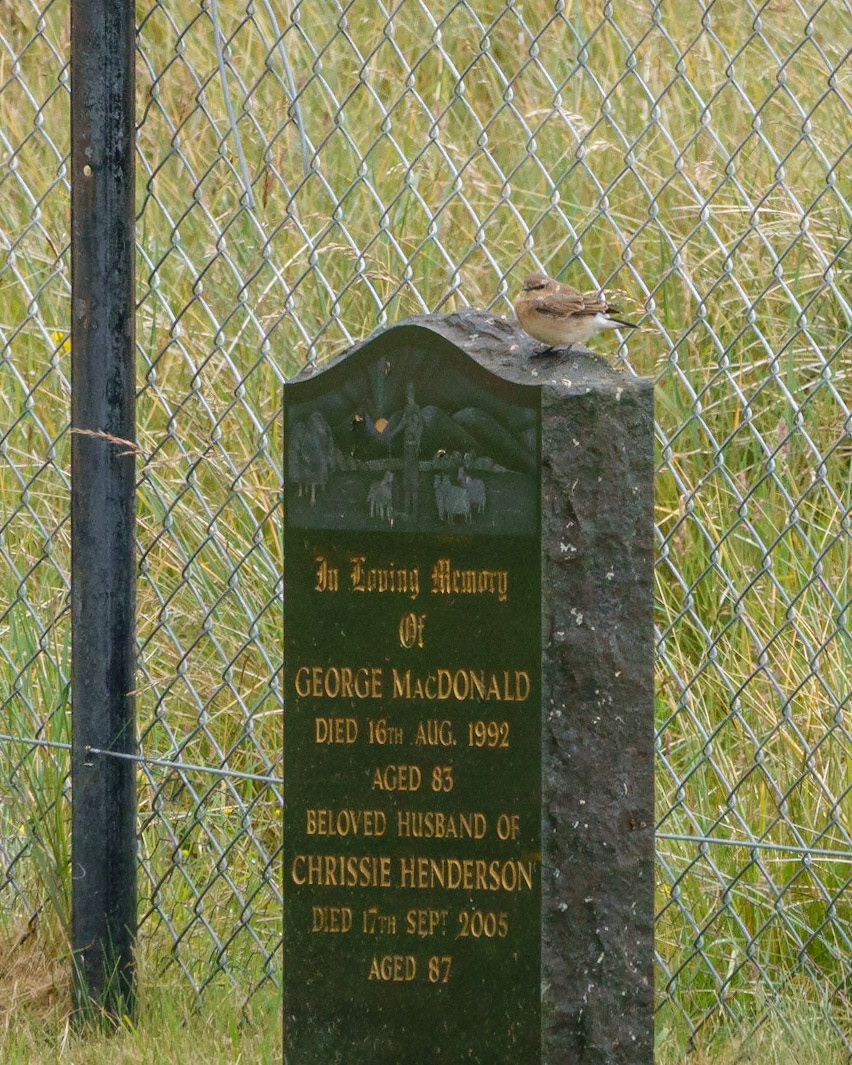 In Loving Memory
Of
GEORGE MacDONALD
DIED 16TH AUG. 1992
AGED 83
BELOVED HUSBAND OF
CHRISSIE HENDERSON
DIED 17TH SEPT 2005
AGED 87